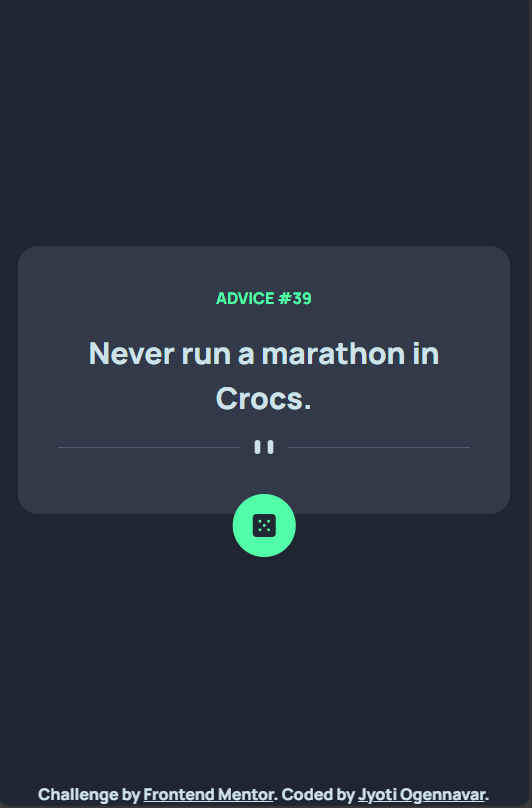 ADVICE #39
Never run a marathon in
Crocs.
Challenge by Frontend Mentor. Coded by Jyoti Ogennavar.